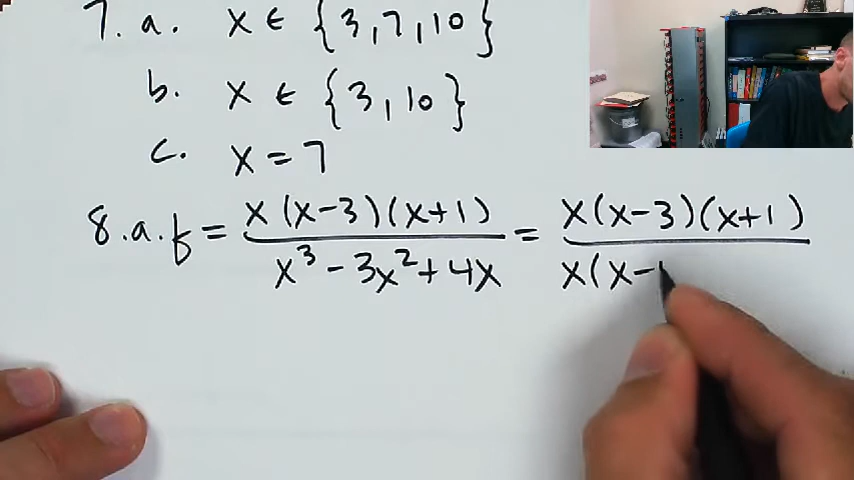 7. a. x ∈ {3,7,10}
b. x ∈ {3,10}
c. x = 7
8. a. f = x(x-3)(x+1) / x³ - 3x² + 4x = x(x-3)(x+1) / x(x-